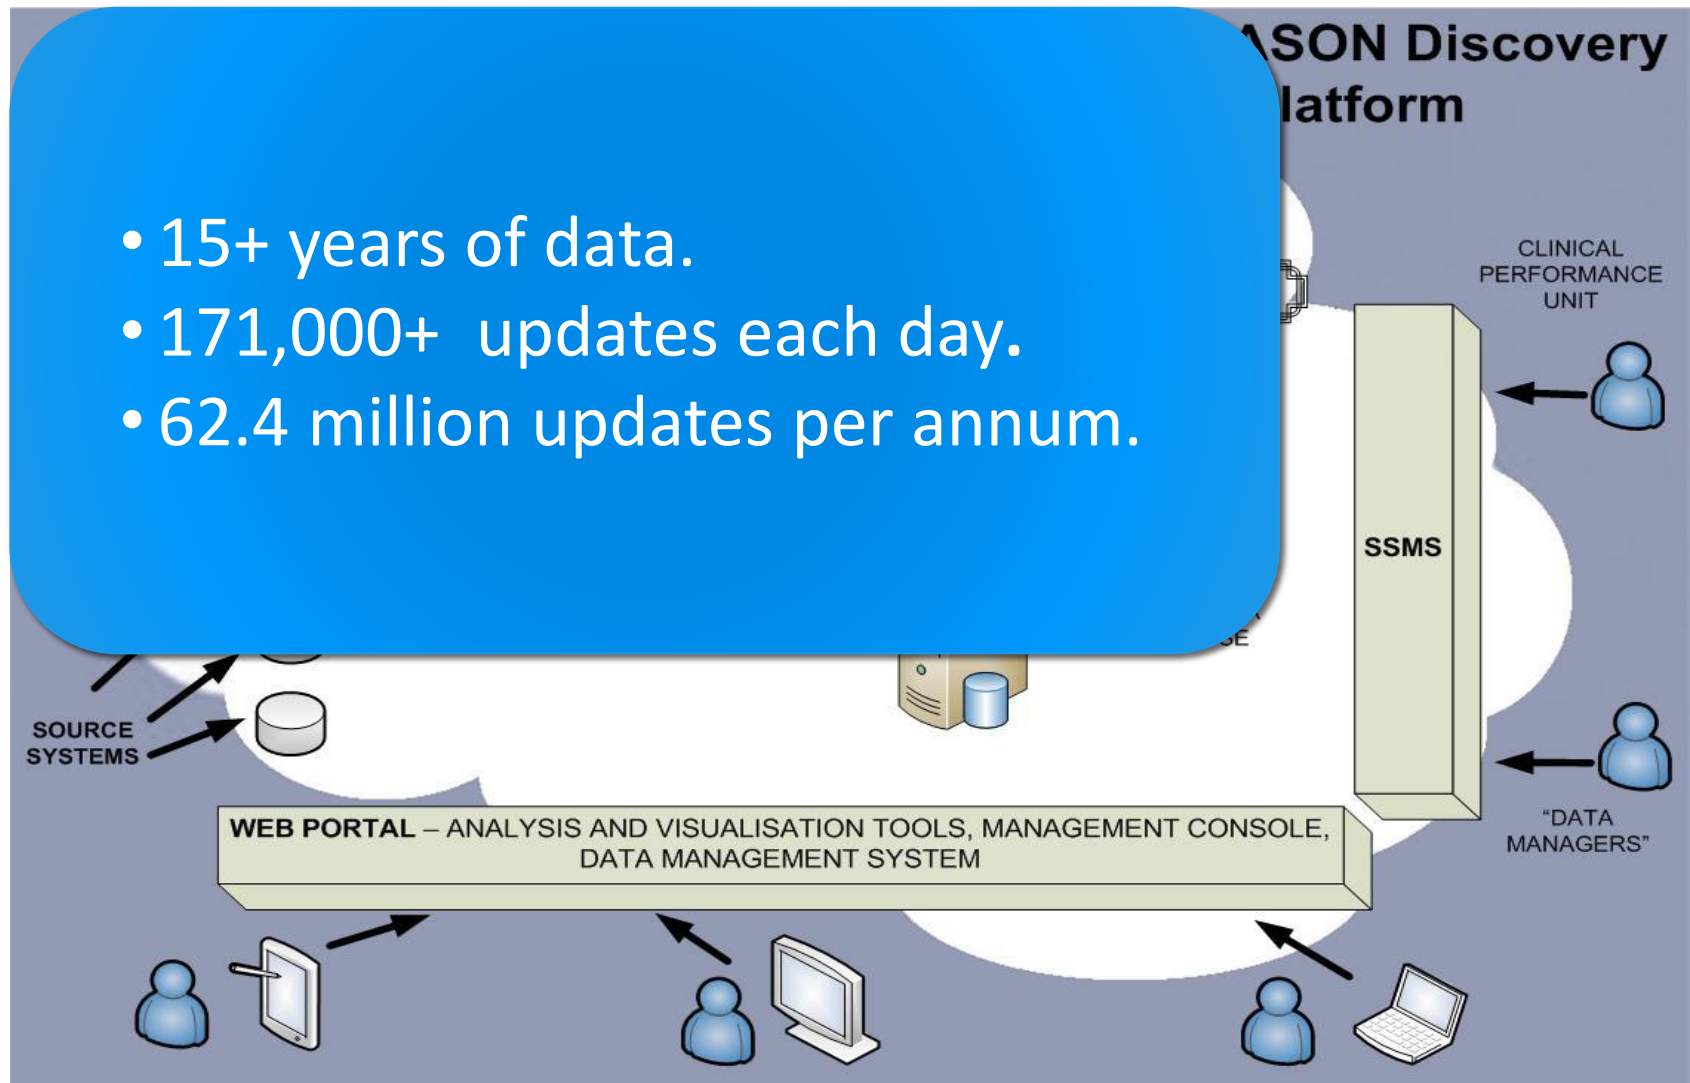 ASON Discovery
latform
• 15+ years of data.
• 171,000+ updates each day.
• 62.4 million updates per annum.
CLINICAL
PERFORMANCE
UNIT
SSMS
SOURCE
SYSTEMS
WEB PORTAL – ANALYSIS AND VISUALISATION TOOLS, MANAGEMENT CONSOLE,
DATA MANAGEMENT SYSTEM
“DATA
MANAGERS”